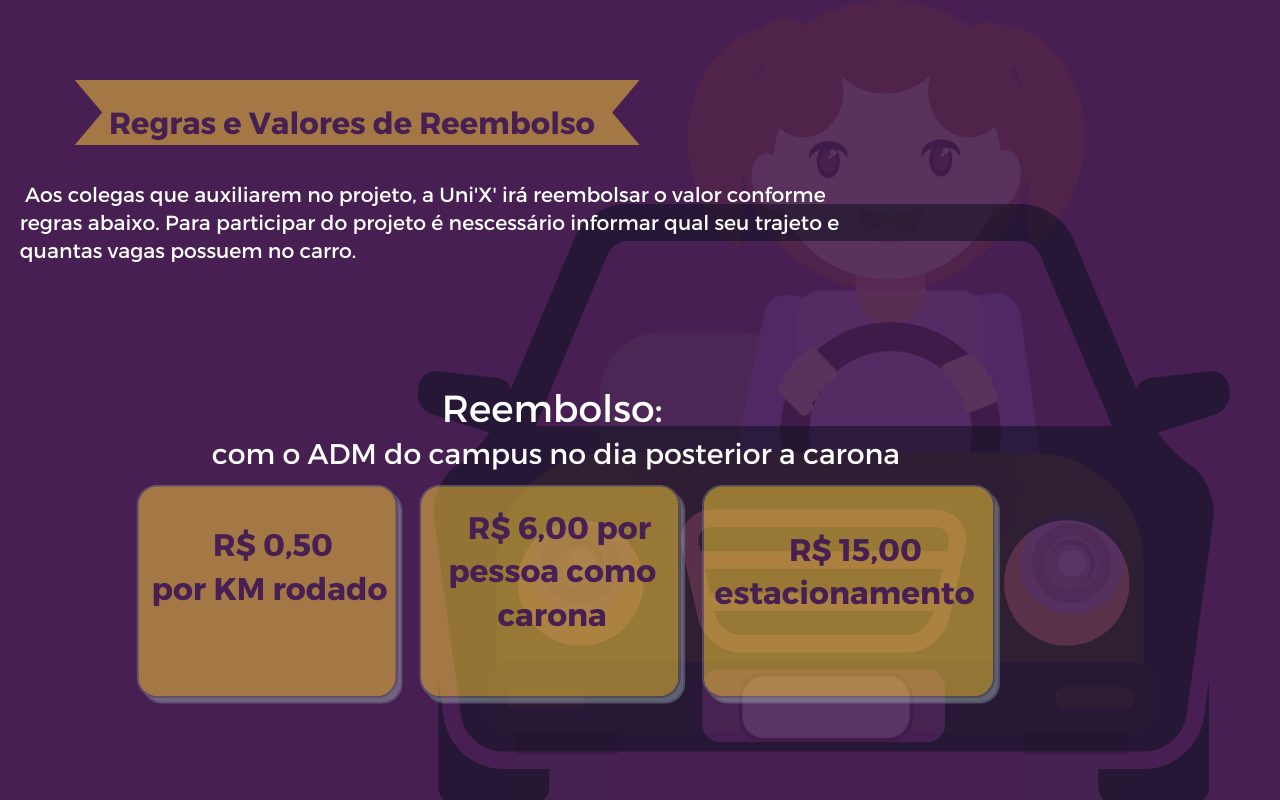 Regras e Valores de Reembolso
Aos colegas que auxiliarem no projeto, a Uni'X' irá reembolsar o valor conforme
regras abaixo. Para participar do projeto é nescessário informar qual seu trajeto e
quantas vagas possuem no carro.
Reembolso:
com o ADM do campus no dia posterior a carona
R$ 0,50
por KM rodado
R$ 6,00 por
pessoa como
carona
R$ 15,00
estacionamento